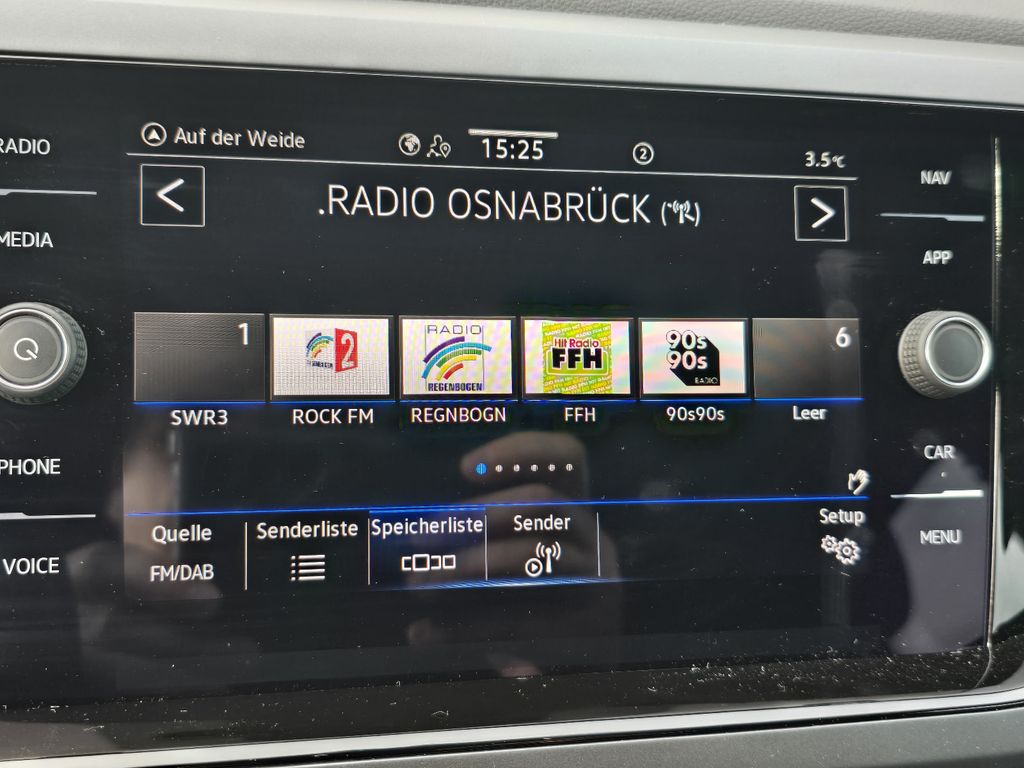 RADIO
MEDIA
PHONE
VOICE
Auf der Weide
15:25
2
3.5°C
.RADIO OSNABRÜCK
1
SWR3
2
ROCK FM
RADIO
REGENBOGEN
REGNBOGN
Hit Radio
FFH
FFH
90s
90s
RADIO
90s90s
6
Leer
Quelle
FM/DAB
Senderliste
Speicherliste
Sender
Setup
NAV
APP
CAR
MENU